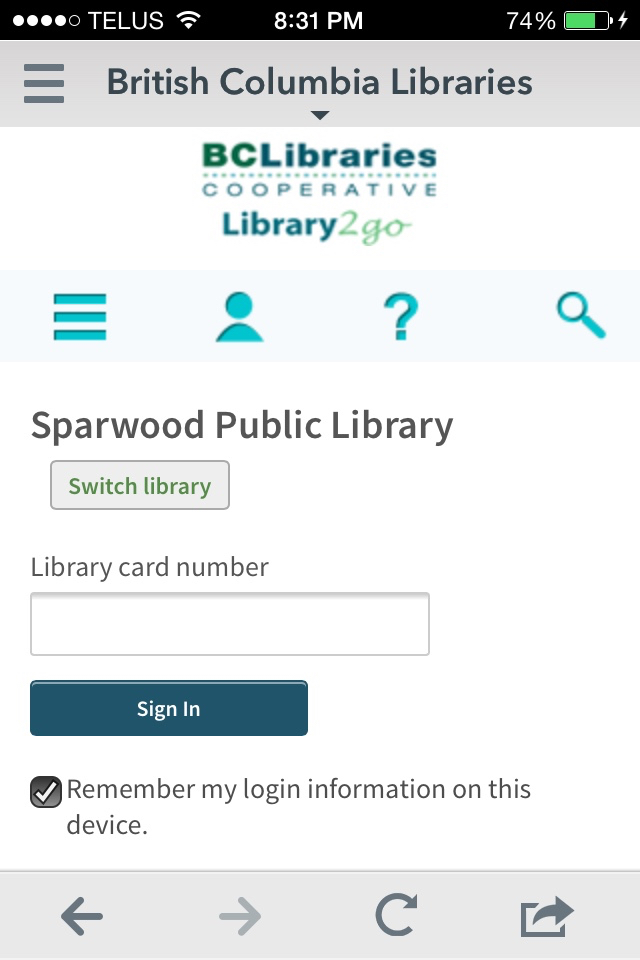 TELUS 8:31 PM 74%
British Columbia Libraries
BCLibraries
COOPERATIVE
Library2go
?
Sparwood Public Library
Switch library
Library card number
Sign In
Remember my login information on this
device.